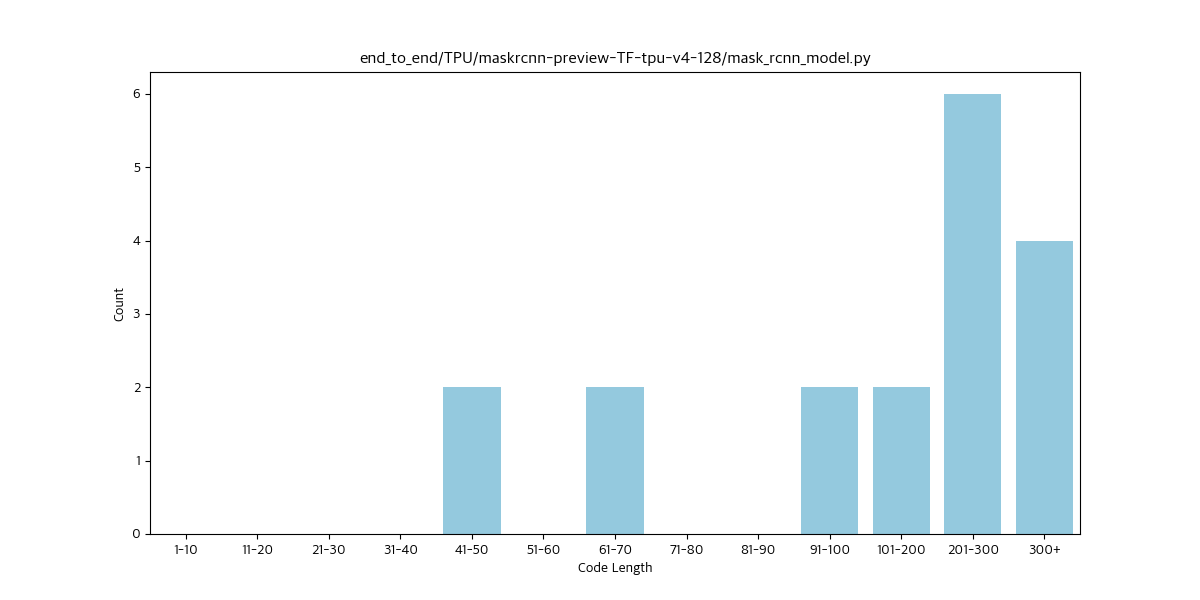 end_to_end/TPU/maskrcnn-preview-TF-tpu-v4-128/mask_rcnn_model.py
6
5
4
3
2
1
0
Count
1-10 11-20 21-30 31-40 41-50 51-60 61-70 71-80 81-90 91-100 101-200 201-300 300+
Code Length